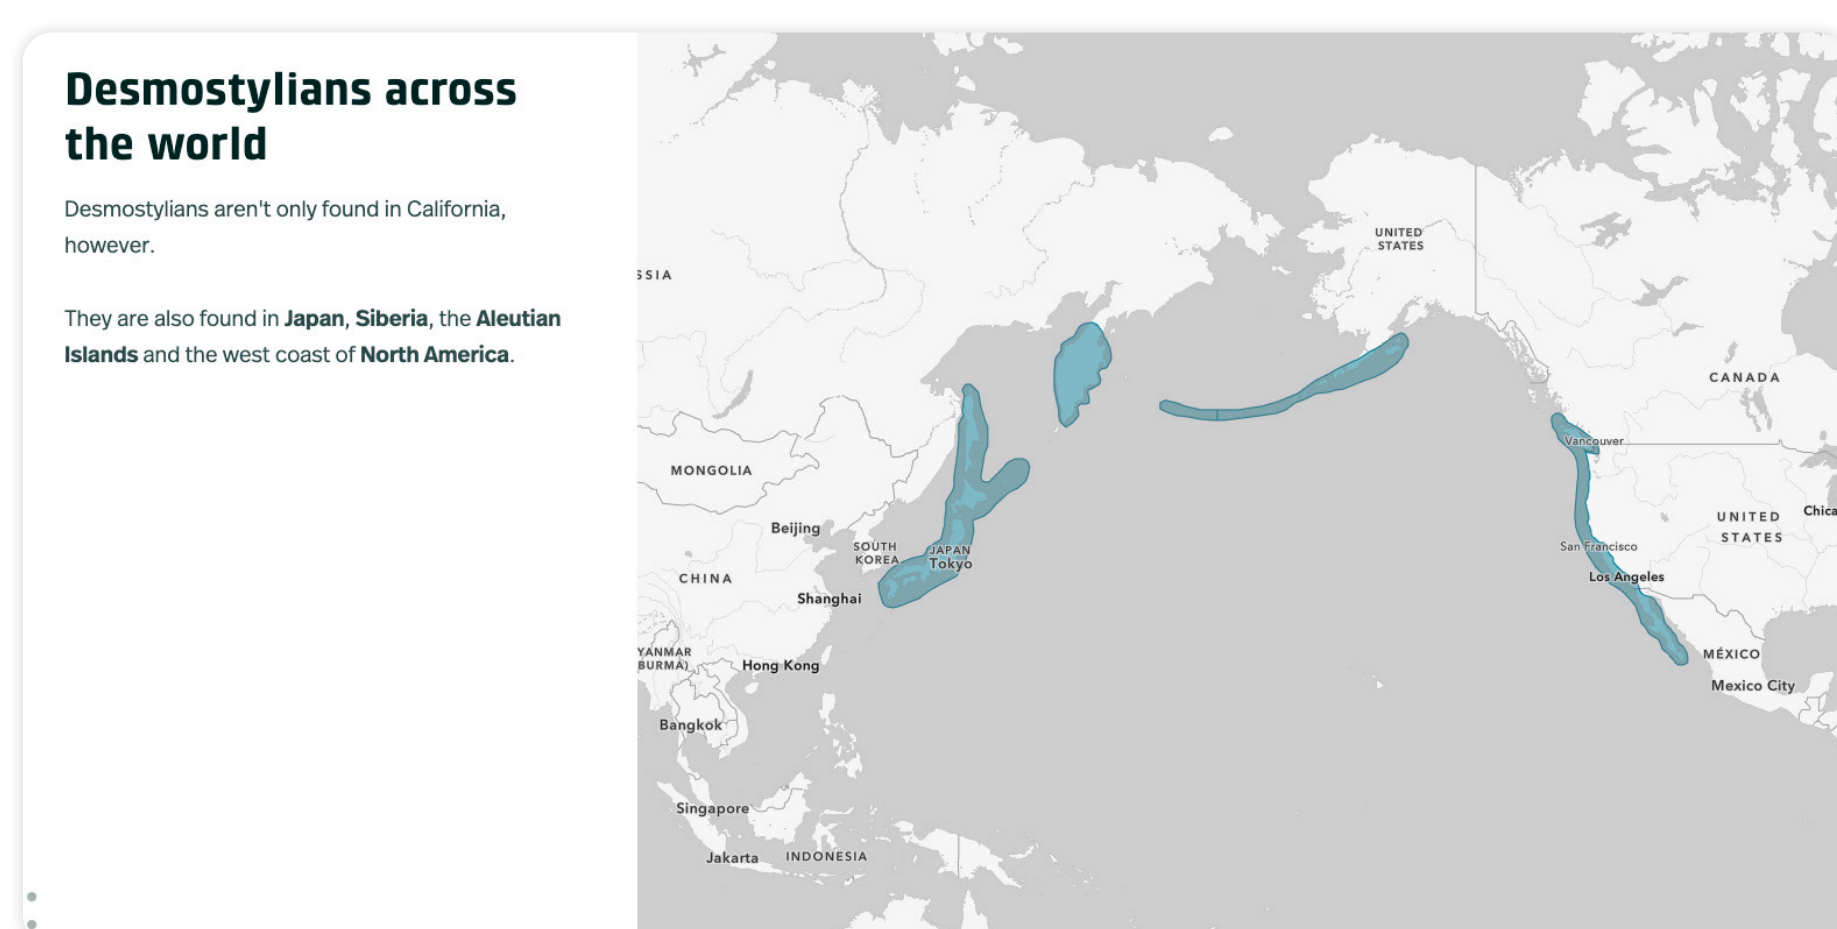 Desmostylians across
the world
Desmostylians aren't only found in California,
however.
They are also found in Japan, Siberia, the Aleutian
Islands and the west coast of North America.
UNITED
STATES
SSIA
CANADA
Vancouver
MONGOLIA
Chica
UNITED
STATES
Beijing
SOUTH
KOREA
JAPAN
Tokyo
San Francisco
CHINA
Los Angeles
Shanghai
YANMAR
BURMA)
Hong Kong
MÉXICO
Mexico City
Bangkok
Singapore
Jakarta
INDONESIA